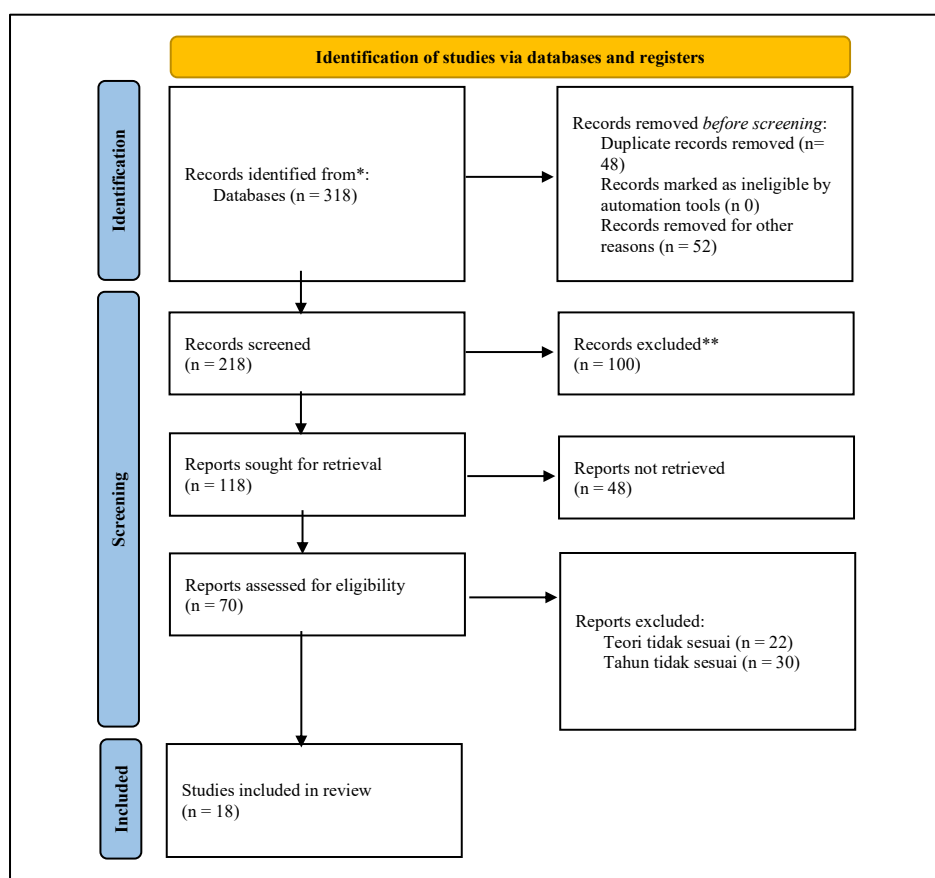 Identification of studies via databases and registers
Identification
Records identified from*:
Databases (n = 318)
Records removed before screening:
Duplicate records removed (n=
48)
Records marked as ineligible by
automation tools (n 0)
Records removed for other
reasons (n = 52)
Screening
Records screened
(n = 218)
Records excluded**
(n = 100)
Reports sought for retrieval
(n = 118)
Reports not retrieved
(n = 48)
Reports assessed for eligibility
(n = 70)
Reports excluded:
Teori tidak sesuai (n = 22)
Tahun tidak sesuai (n = 30)
Included
Studies included in review
(n = 18)